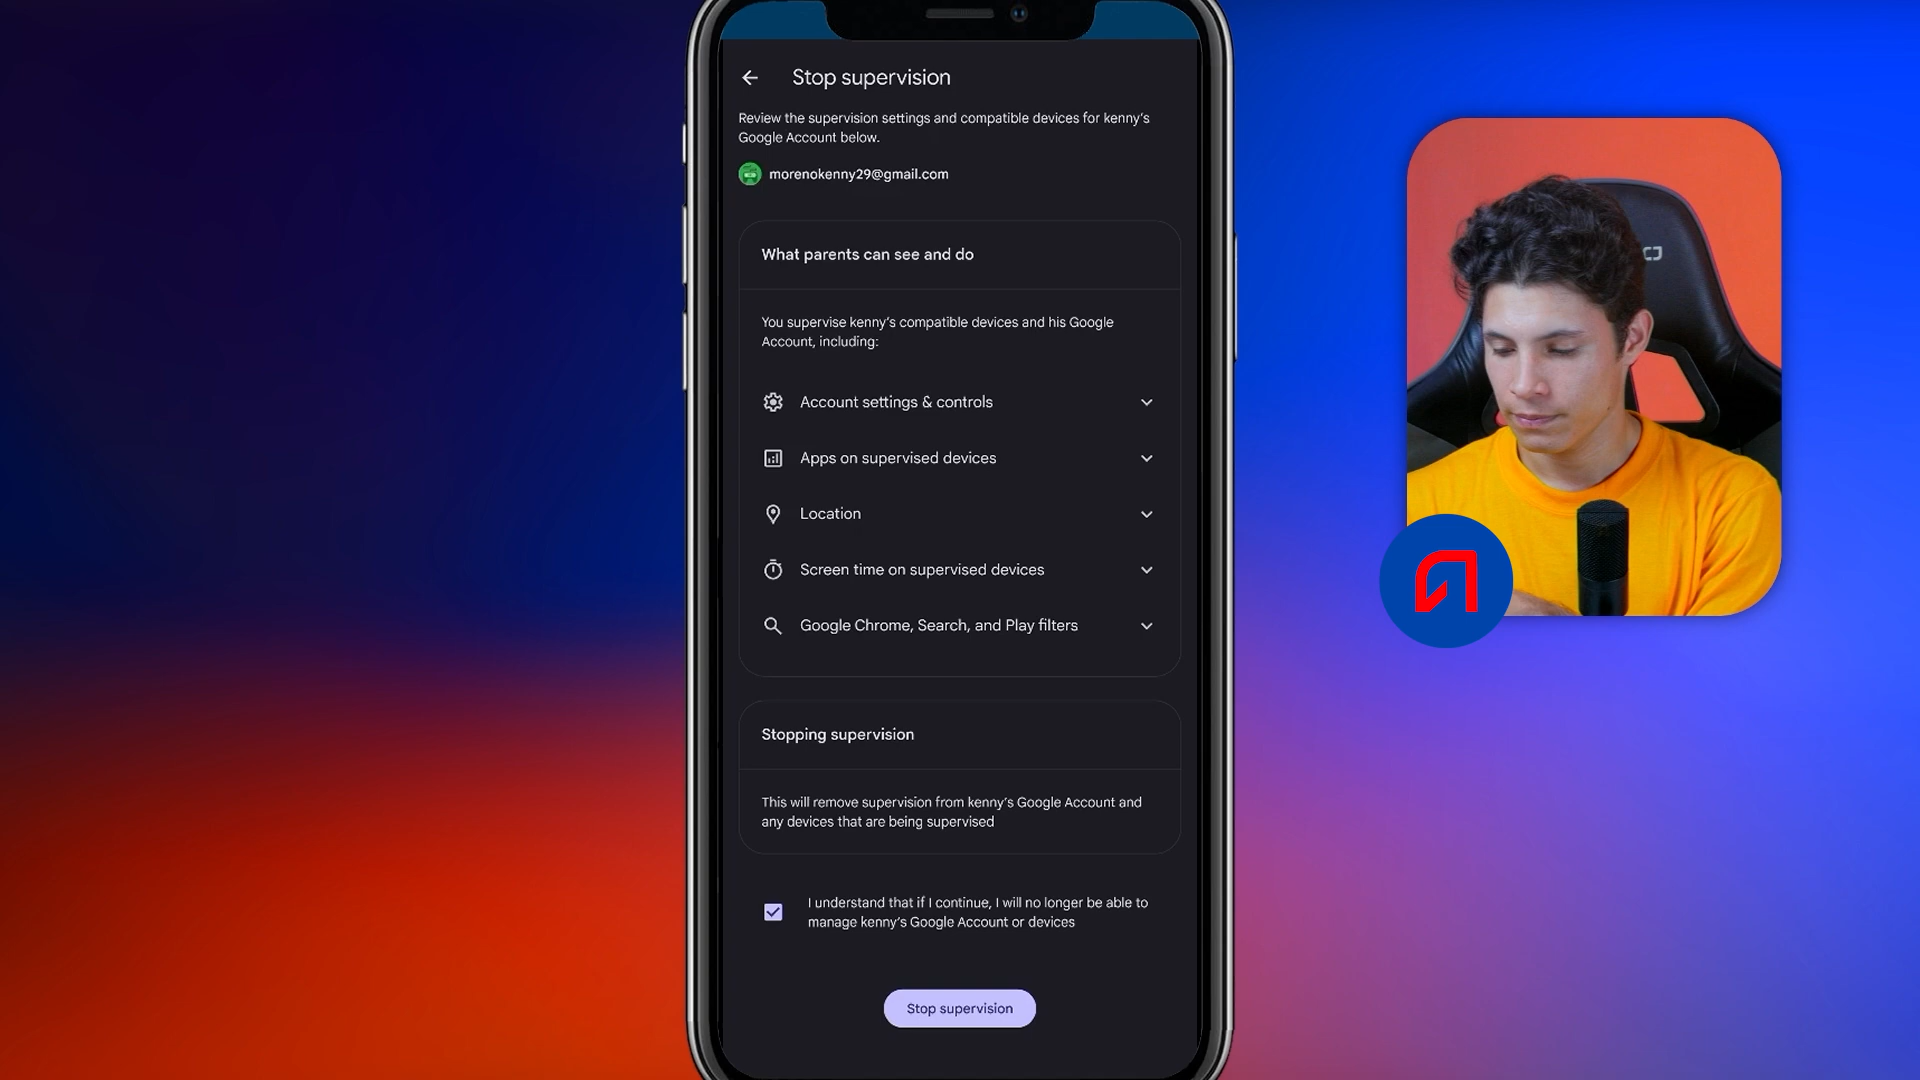 Stop supervision
Review the supervision settings and compatible devices for kenny’s
Google Account below.
morenokenny29@gmail.com
What parents can see and do
You supervise kenny’s compatible devices and his Google
Account, including:
Account settings & controls
Apps on supervised devices
Location
Screen time on supervised devices
Google Chrome, Search, and Play filters
Stopping supervision
This will remove supervision from kenny’s Google Account and
any devices that are being supervised
I understand that if I continue, I will no longer be able to
manage kenny’s Google Account or devices
Stop supervision